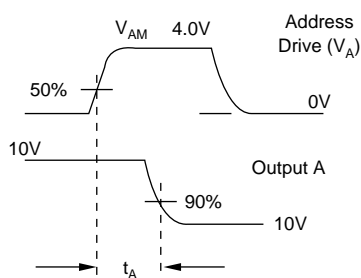 V_AM 4.0V
Address
Drive (V_A)
50%
0V
10V
Output A
90%
10V
t_A